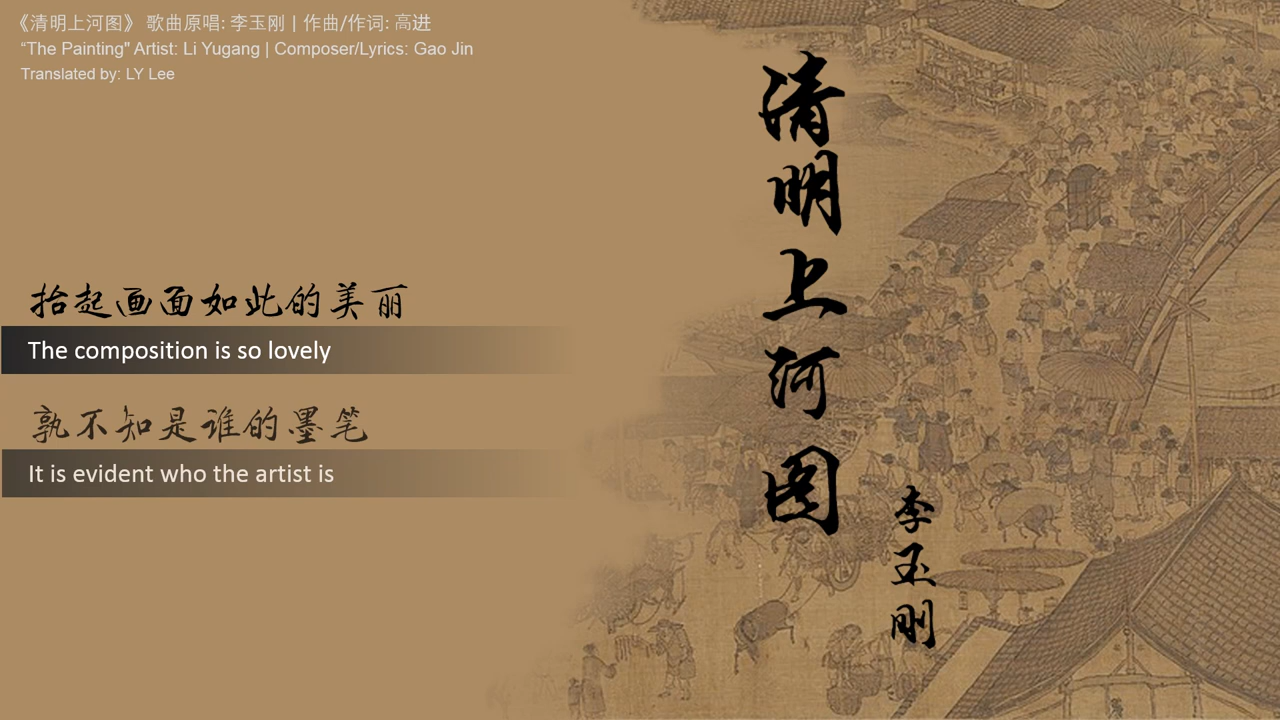 《清明上河图》 歌曲原唱: 李玉刚 | 作曲/作词: 高进
“The Painting" Artist: Li Yugang | Composer/Lyrics: Gao Jin
Translated by: LY Lee
抬起画面如此的美丽
The composition is so lovely
孰不知是谁的墨笔
It is evident who the artist is
清明上河图
李玉刚